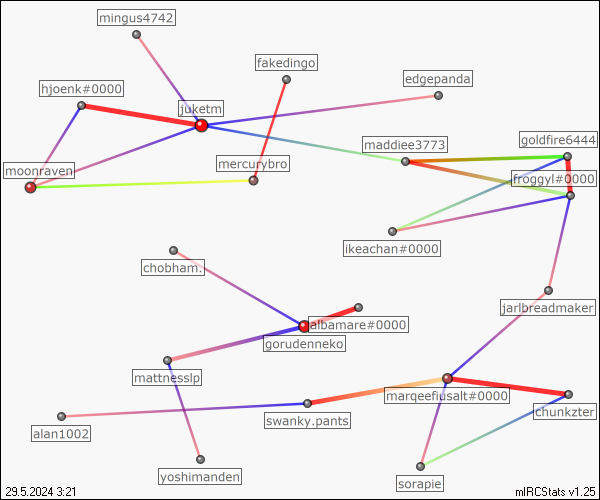 mingus4742
fakedingo
edgepanda
hjoenk#0000
juketm
goldfire6444
maddiee3773
moonraven
mercurybro
froggyl#0000
ikeachan#0000
chobham.
jarlbreadmaker
albamare#0000
gorudenneko
mattnesslp
marqeefiusalt#0000
chunkzter
swanky.pants
alan1002
yoshimanden
sorapie
29.5.2024 3:21
mIRCStats v1.25